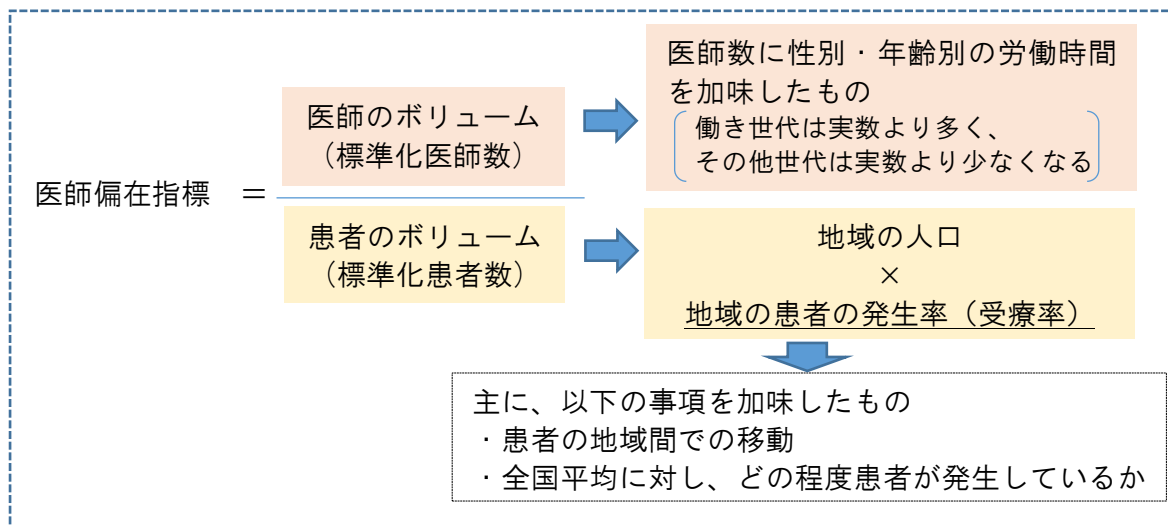 医師偏在指標 =
医師のボリューム
（標準化医師数）
医師数に性別・年齢別の労働時間
を加味したもの
働き世代は実数より多く、
その他世代は実数より少なくなる
患者のボリューム
（標準化患者数）
地域の人口
×
地域の患者の発生率（受療率）
主に、以下の事項を加味したもの
・患者の地域間での移動
・全国平均に対し、どの程度患者が発生しているか